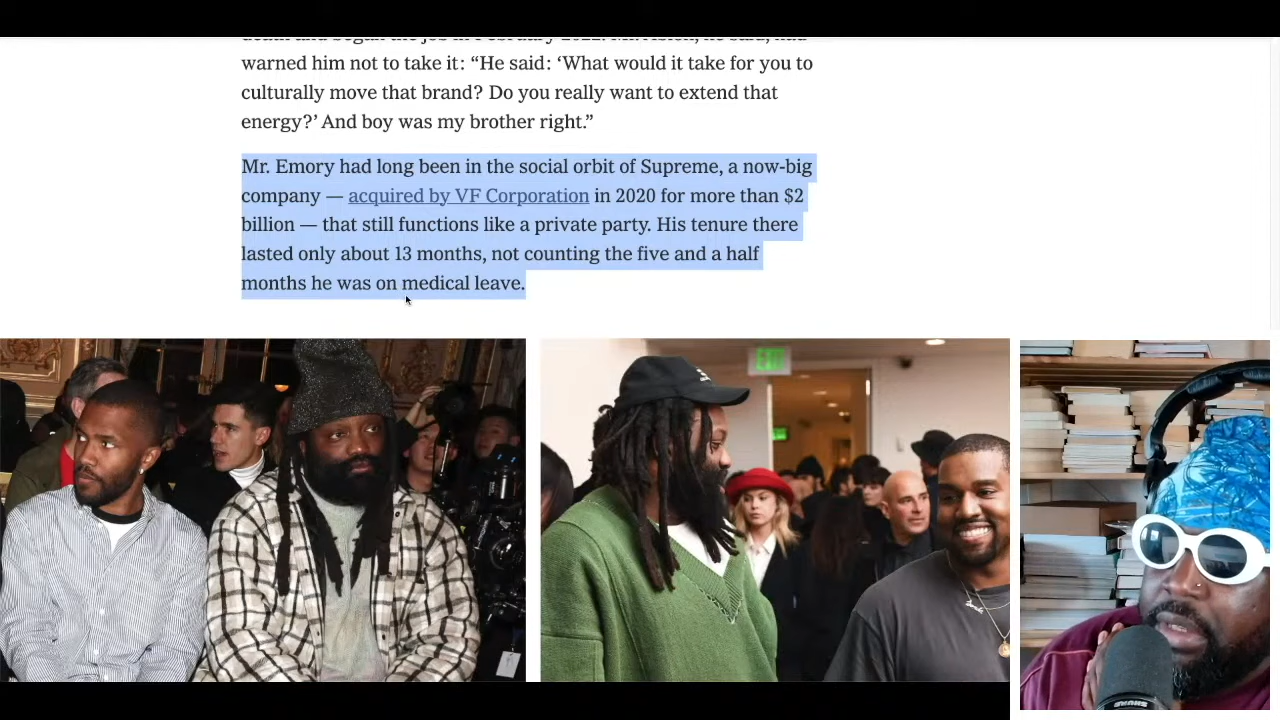 warned him not to take it: “He said: ‘What would it take for you to
culturally move that brand? Do you really want to extend that
energy?’ And boy was my brother right.”
Mr. Emory had long been in the social orbit of Supreme, a now-big
company — acquired by VF Corporation in 2020 for more than $2
billion — that still functions like a private party. His tenure there
lasted only about 13 months, not counting the five and a half
months he was on medical leave.
EXIT
SHURE